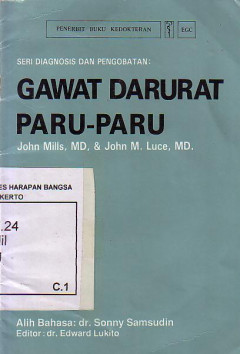 PENERBIT BUKU KEDOKTERAN EGC
SERI DIAGNOSIS DAN PENGOBATAN:
GAWAT DARURAT
PARU-PARU
John Mills, MD, & John M. Luce, MD.
ES HARAPAN BANGSA
KERTO
.24
il
C.1
Alih Bahasa: dr. Sonny Samsudin
Editor: dr. Edward Lukito